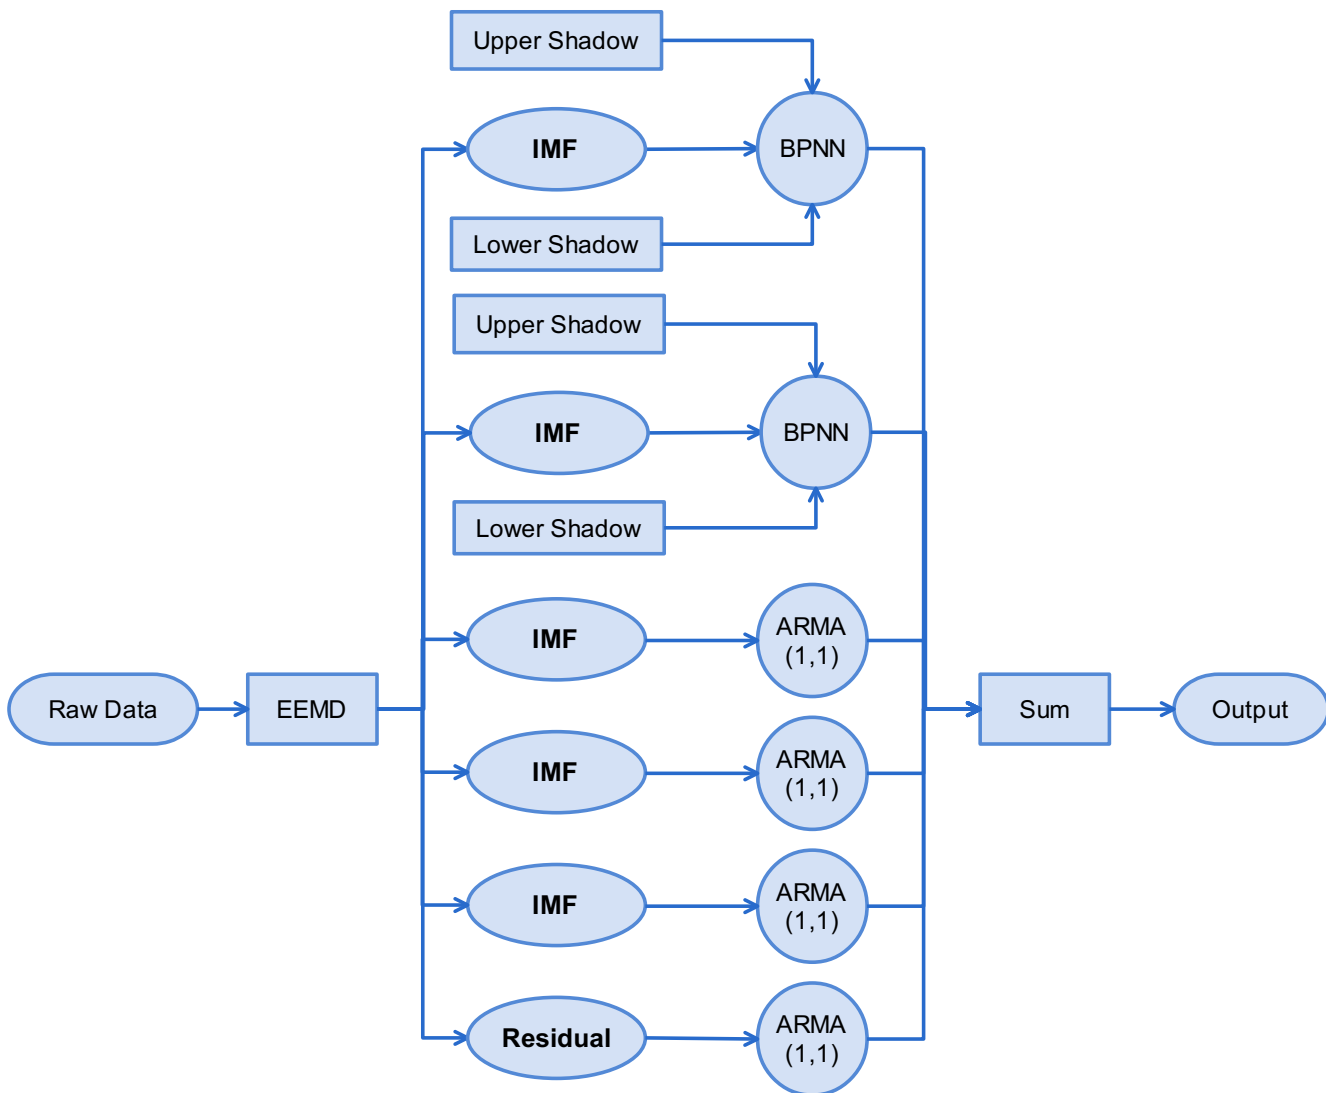 Upper Shadow
IMF
BPNN
Lower Shadow
Upper Shadow
IMF
BPNN
Lower Shadow
IMF
ARMA
(1,1)
Raw Data
EEMD
Sum
Output
IMF
ARMA
(1,1)
IMF
ARMA
(1,1)
Residual
ARMA
(1,1)